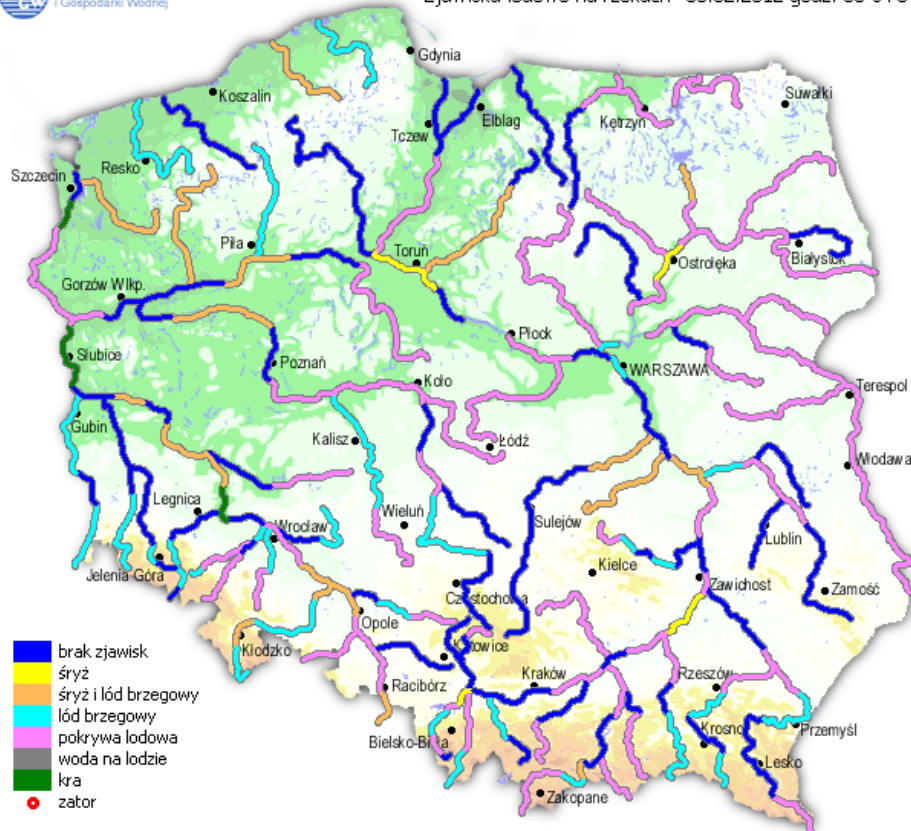 i Gospodarki Wodnej
Gdynia
Koszalin
Suwałki
Elbląg
Kętrzyn
Tczew
Resko
Szczecin
Piła
Toruń
Ostrołęka
Białystok
Gorzów Wlkp.
Płock
Słubice
Poznań
WARSZAWA
Koło
Terespol
Gubin
Kalisz
Łódź
Włodawa
Legnica
Wieluń
Wrocław
Sulejów
Lublin
Jelenia Góra
Kielce
Zawichost
Zamość
Częstochowa
Opole
Kłodzko
Katowice
Kraków
Rzeszów
Racibórz
Przemyśl
Krosno
Bielsko-Biała
Lesko
Zakopane
brak zjawisk
śryż
śryż i lód brzegowy
lód brzegowy
pokrywa lodowa
woda na lodzie
kra
zator